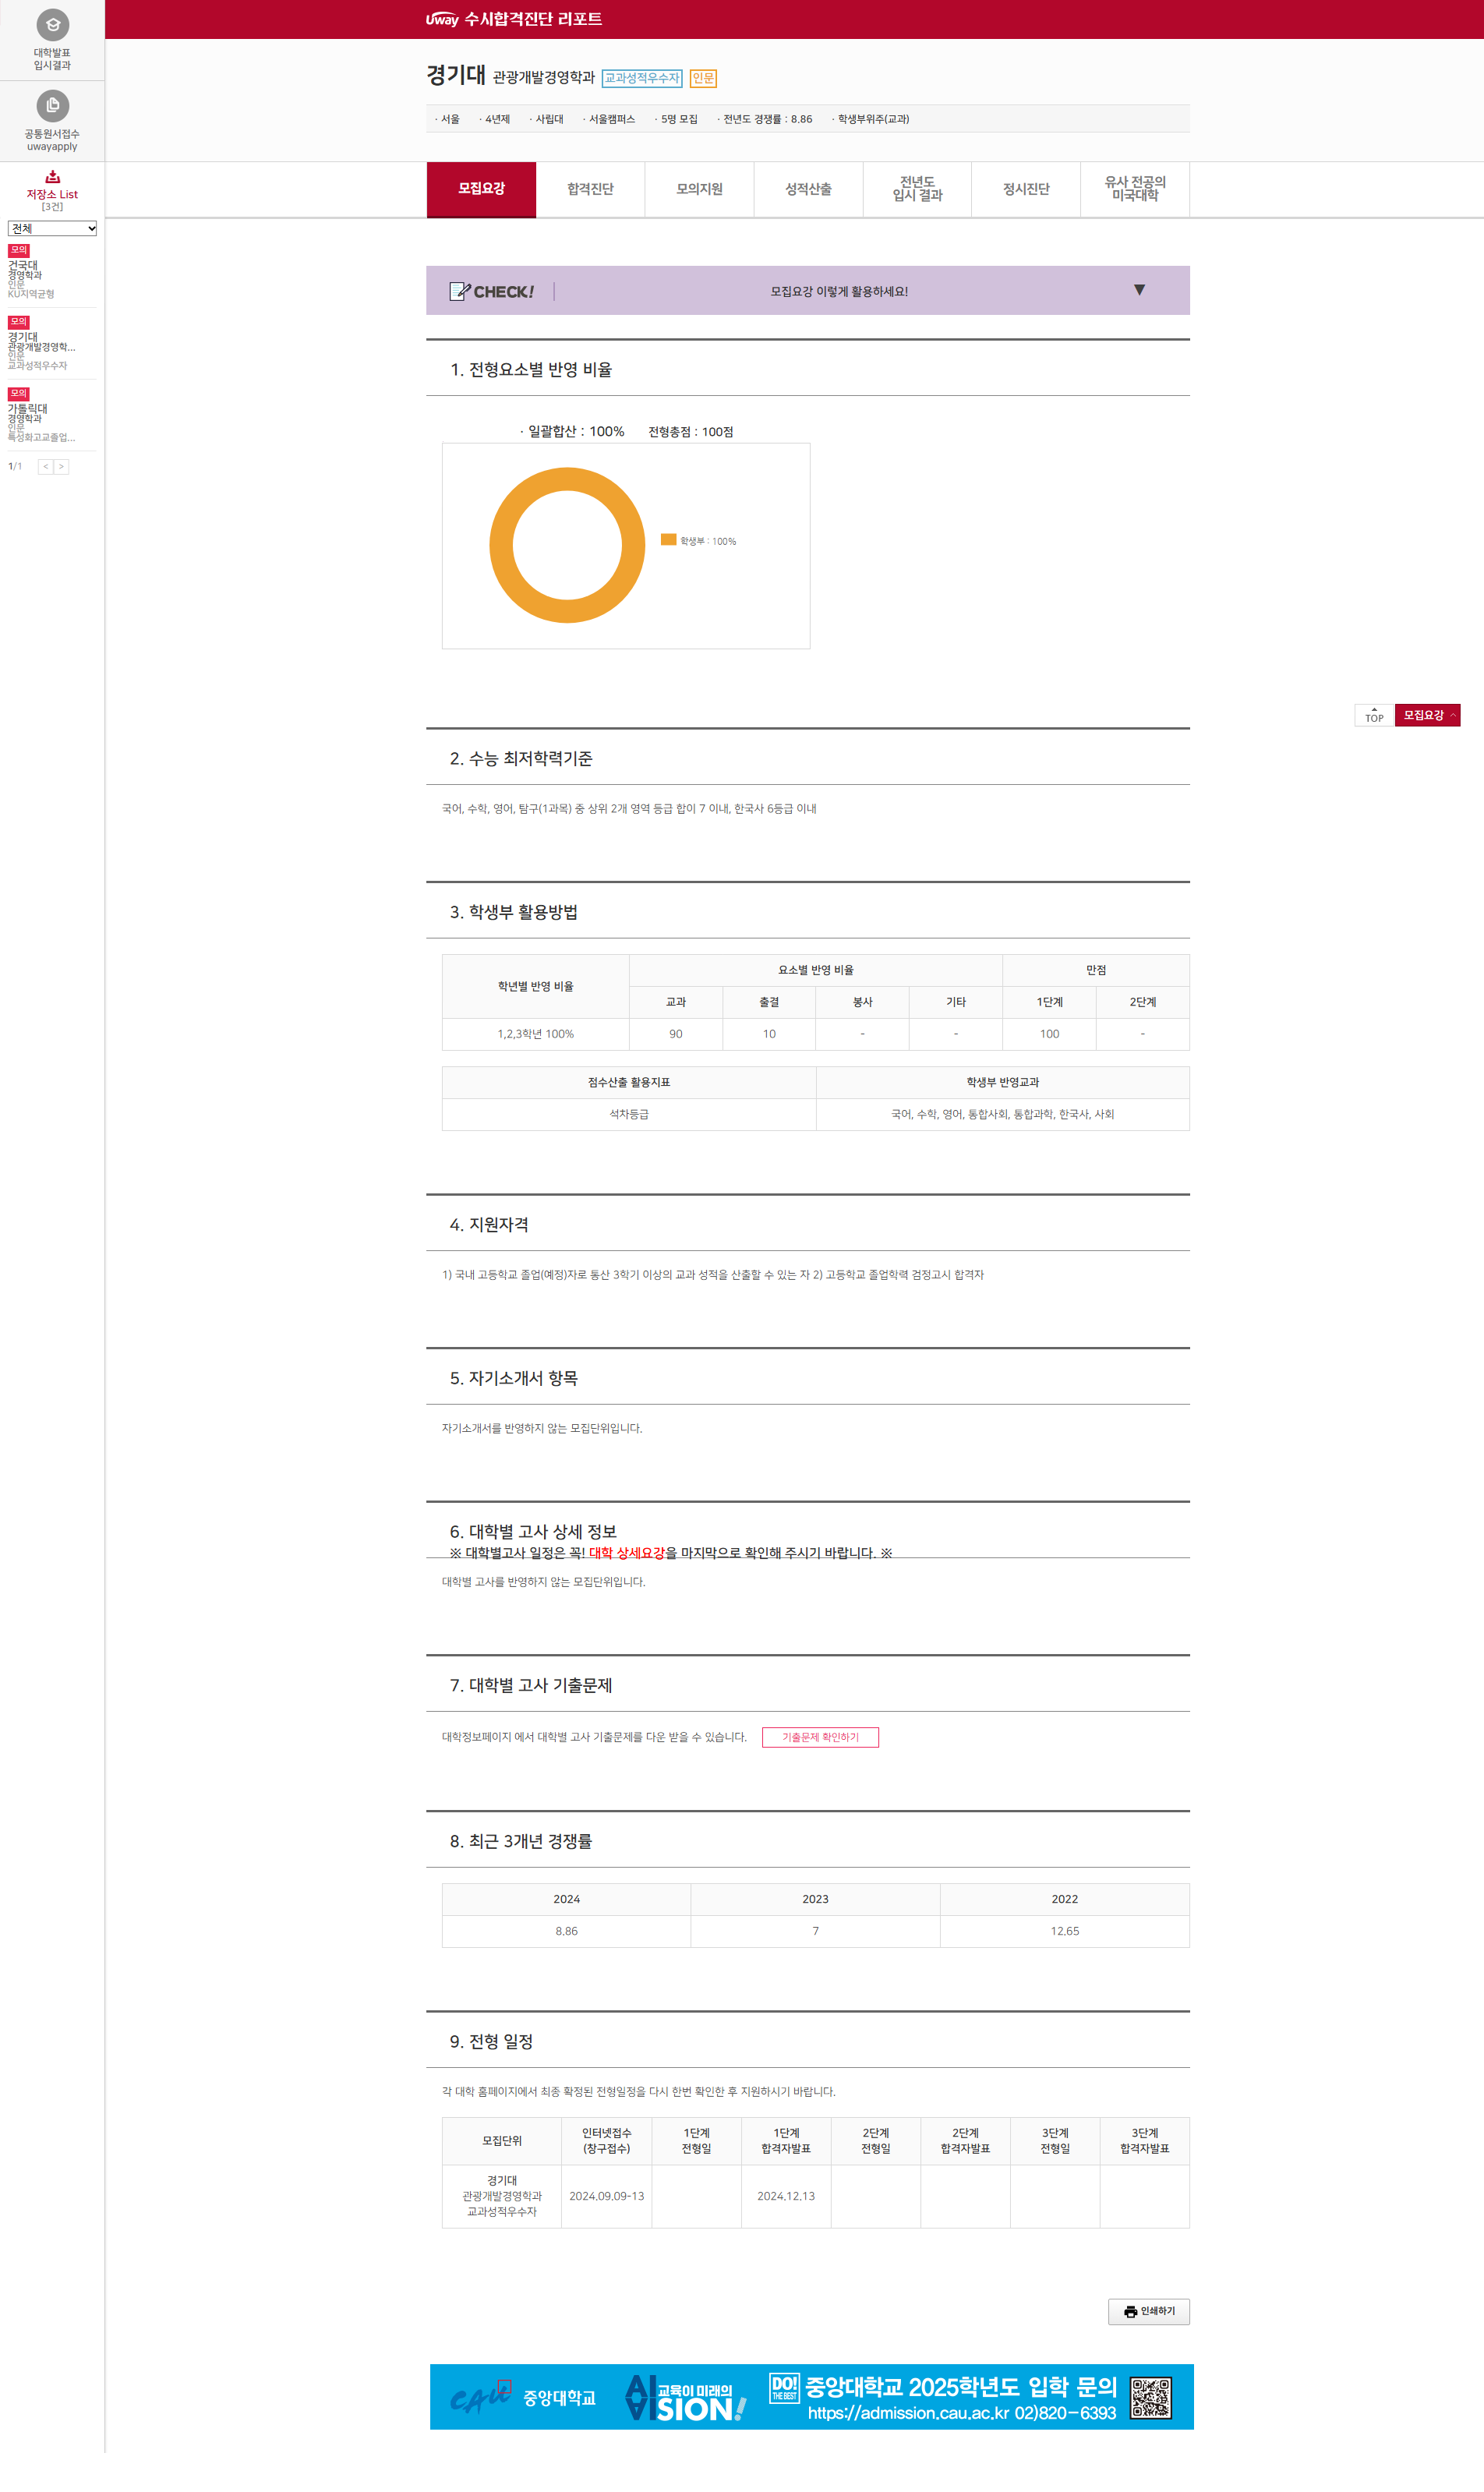 대학발표
입시결과
공통원서접수
uwayapply
저장소 List
[3건]
전체
모의
건국대
경영학과
인문
KU지역균형
모의
경기대
관광개발경영학...
인문
교과성적우수자
모의
가톨릭대
경영학과
인문
특성화고교졸업...
1/1 < >
Uway 수시합격진단 리포트
경기대 관광개발경영학과 교과성적우수자 인문
· 서울 · 4년제 · 사립대 · 서울캠퍼스 · 5명 모집 · 전년도 경쟁률 : 8.86 · 학생부위주(교과)
모집요강 합격진단 모의지원 성적산출 전년도 입시 결과 정시진단 유사 전공의 미국대학
CHECK! 모집요강 이렇게 활용하세요! ▼
1. 전형요소별 반영 비율
· 일괄합산 : 100% 전형총점 : 100점
학생부 : 100%
TOP 모집요강
2. 수능 최저학력기준
국어, 수학, 영어, 탐구(1과목) 중 상위 2개 영역 등급 합이 7 이내, 한국사 6등급 이내
3. 학생부 활용방법
학년별 반영 비율 요소별 반영 비율 만점
교과 출결 봉사 기타 1단계 2단계
1,2,3학년 100% 90 10 - - 100 -
점수산출 활용지표 학생부 반영교과
석차등급 국어, 수학, 영어, 통합사회, 통합과학, 한국사, 사회
4. 지원자격
1) 국내 고등학교 졸업(예정)자로 통산 3학기 이상의 교과 성적을 산출할 수 있는 자 2) 고등학교 졸업학력 검정고시 합격자
5. 자기소개서 항목
자기소개서를 반영하지 않는 모집단위입니다.
6. 대학별 고사 상세 정보
※ 대학별고사 일정은 꼭! 대학 상세요강을 마지막으로 확인해 주시기 바랍니다. ※
대학별 고사를 반영하지 않는 모집단위입니다.
7. 대학별 고사 기출문제
대학정보페이지 에서 대학별 고사 기출문제를 다운 받을 수 있습니다. 기출문제 확인하기
8. 최근 3개년 경쟁률
2024 2023 2022
8.86 7 12.65
9. 전형 일정
각 대학 홈페이지에서 최종 확정된 전형일정을 다시 한번 확인한 후 지원하시기 바랍니다.
모집단위 인터넷접수 (창구접수) 1단계 전형일 1단계 합격자발표 2단계 전형일 2단계 합격자발표 3단계 전형일 3단계 합격자발표
경기대 관광개발경영학과 교과성적우수자 2024.09.09-13 2024.12.13
인쇄하기
CAU 중앙대학교 AI 교육이 미래의 VISION! DO! THE BEST 중앙대학교 2025학년도 입학 문의
https://admission.cau.ac.kr 02)820-6393